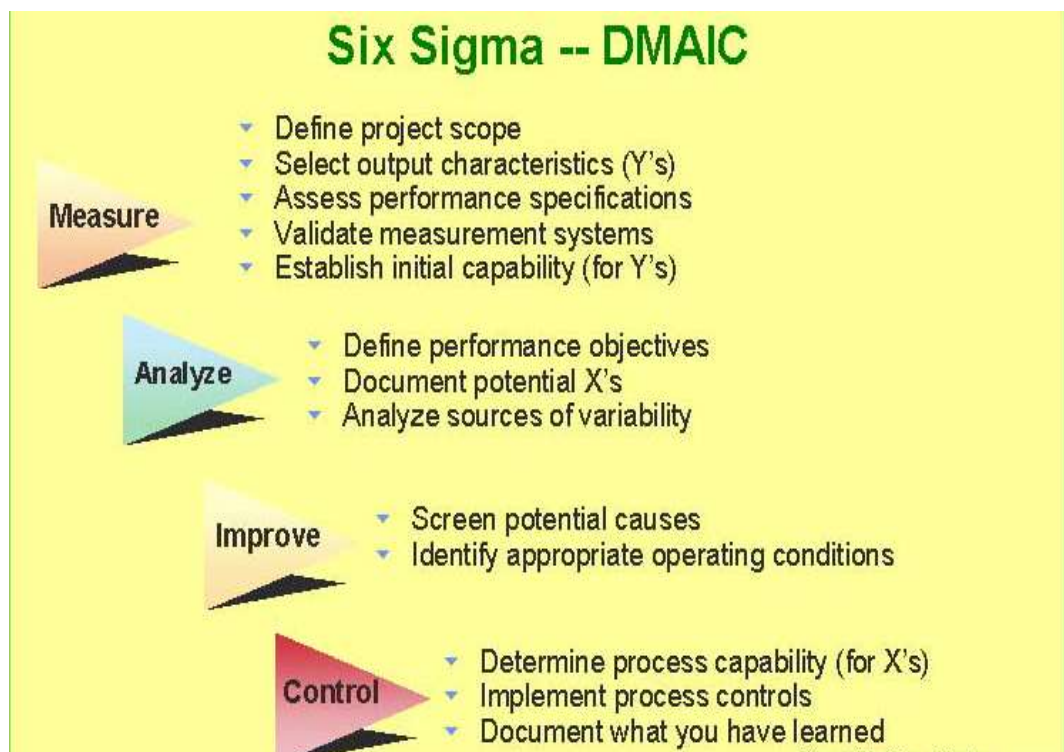 Six Sigma -- DMAIC
Measure
Define project scope
Select output characteristics (Y's)
Assess performance specifications
Validate measurement systems
Establish initial capability (for Y's)
Analyze
Define performance objectives
Document potential X's
Analyze sources of variability
Improve
Screen potential causes
Identify appropriate operating conditions
Control
Determine process capability (for X's)
Implement process controls
Document what you have learned